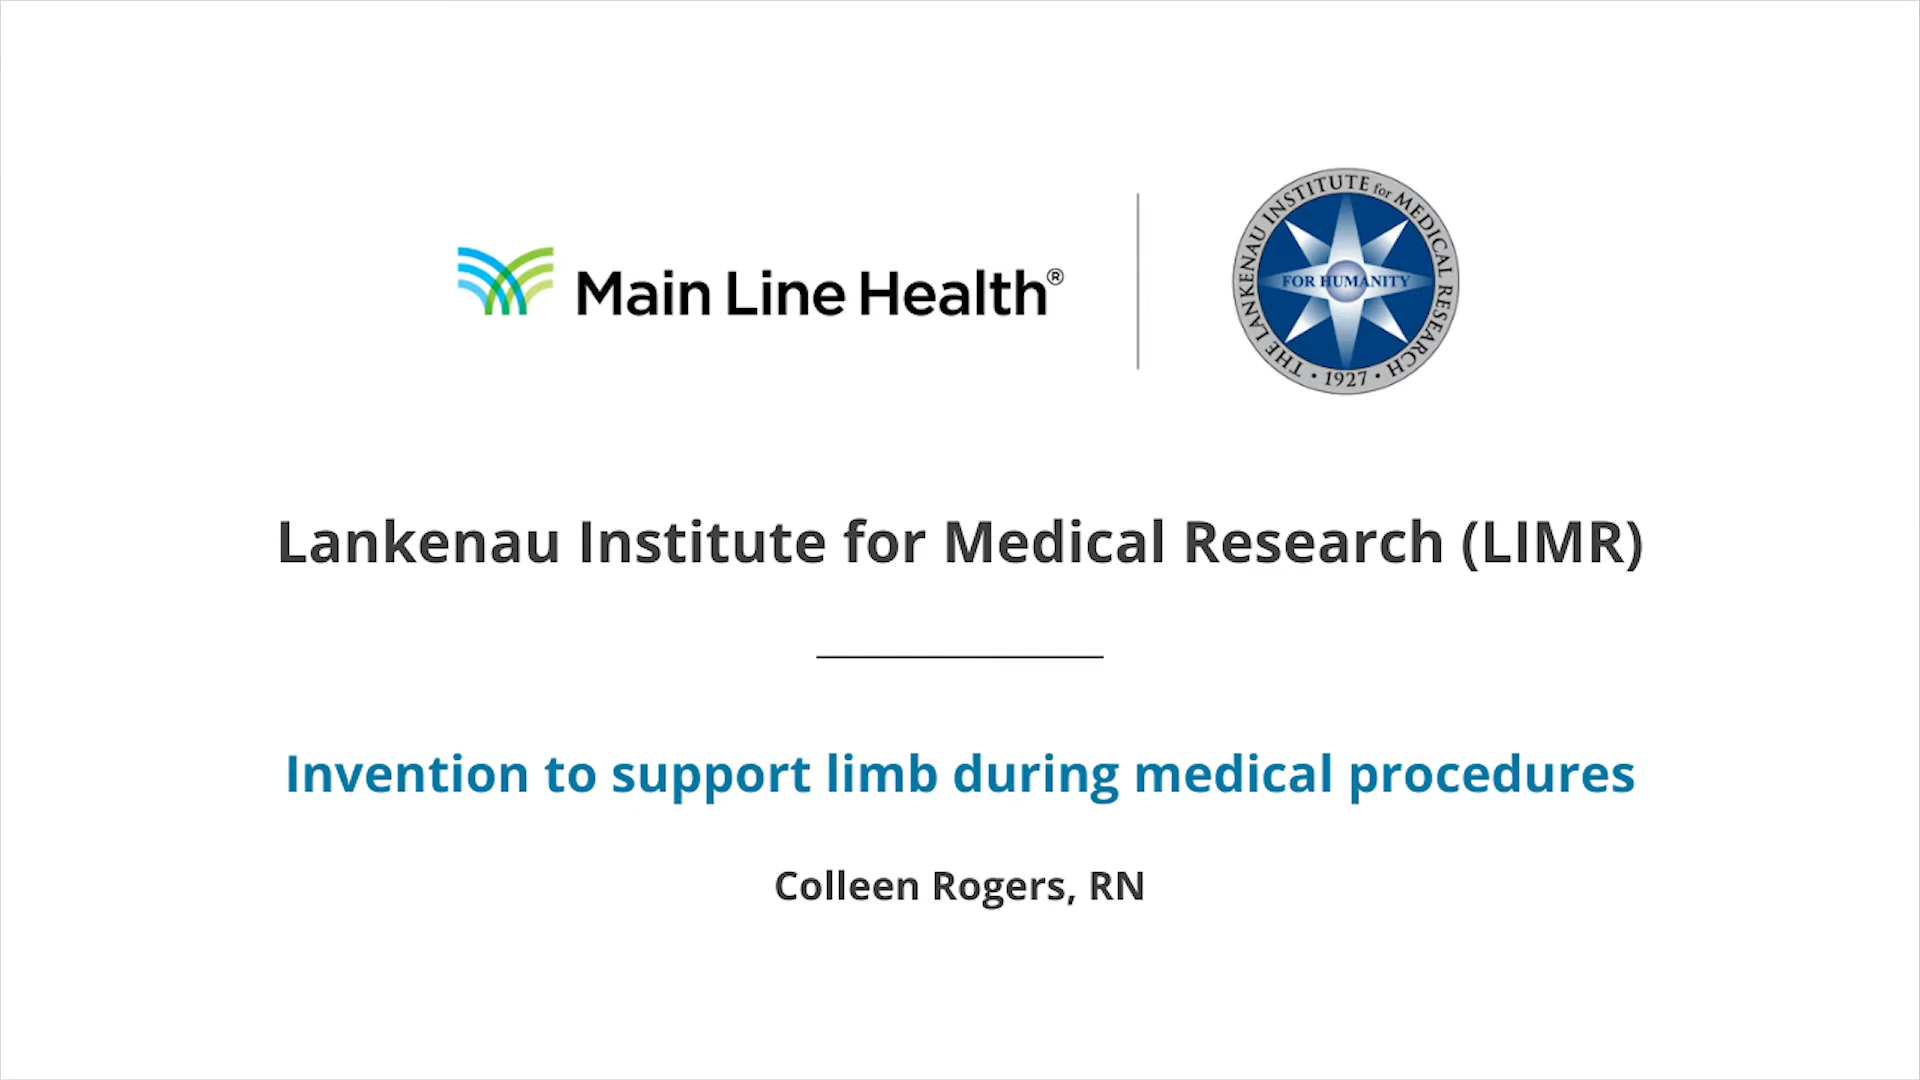 Main Line Health®
THE LANKENAU INSTITUTE for MEDICAL RESEARCH
FOR HUMANITY
• 1927 •
Lankenau Institute for Medical Research (LIMR)
Invention to support limb during medical procedures
Colleen Rogers, RN